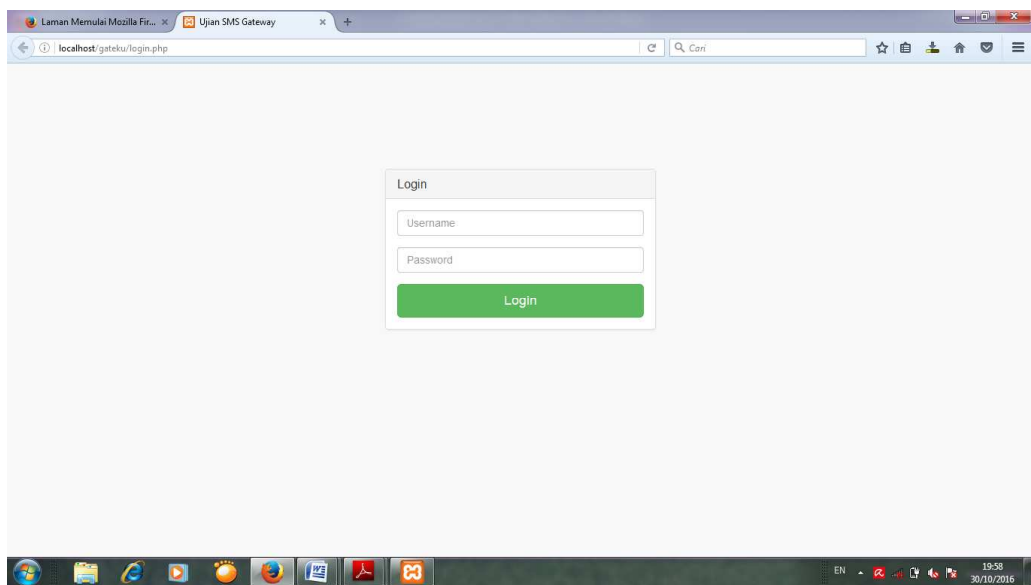 Laman Memulai Mozilla Fir...
Ujian SMS Gateway
localhost/gateku/login.php
Cari
Login
Username
Password
Login
EN
19:58
30/10/2016